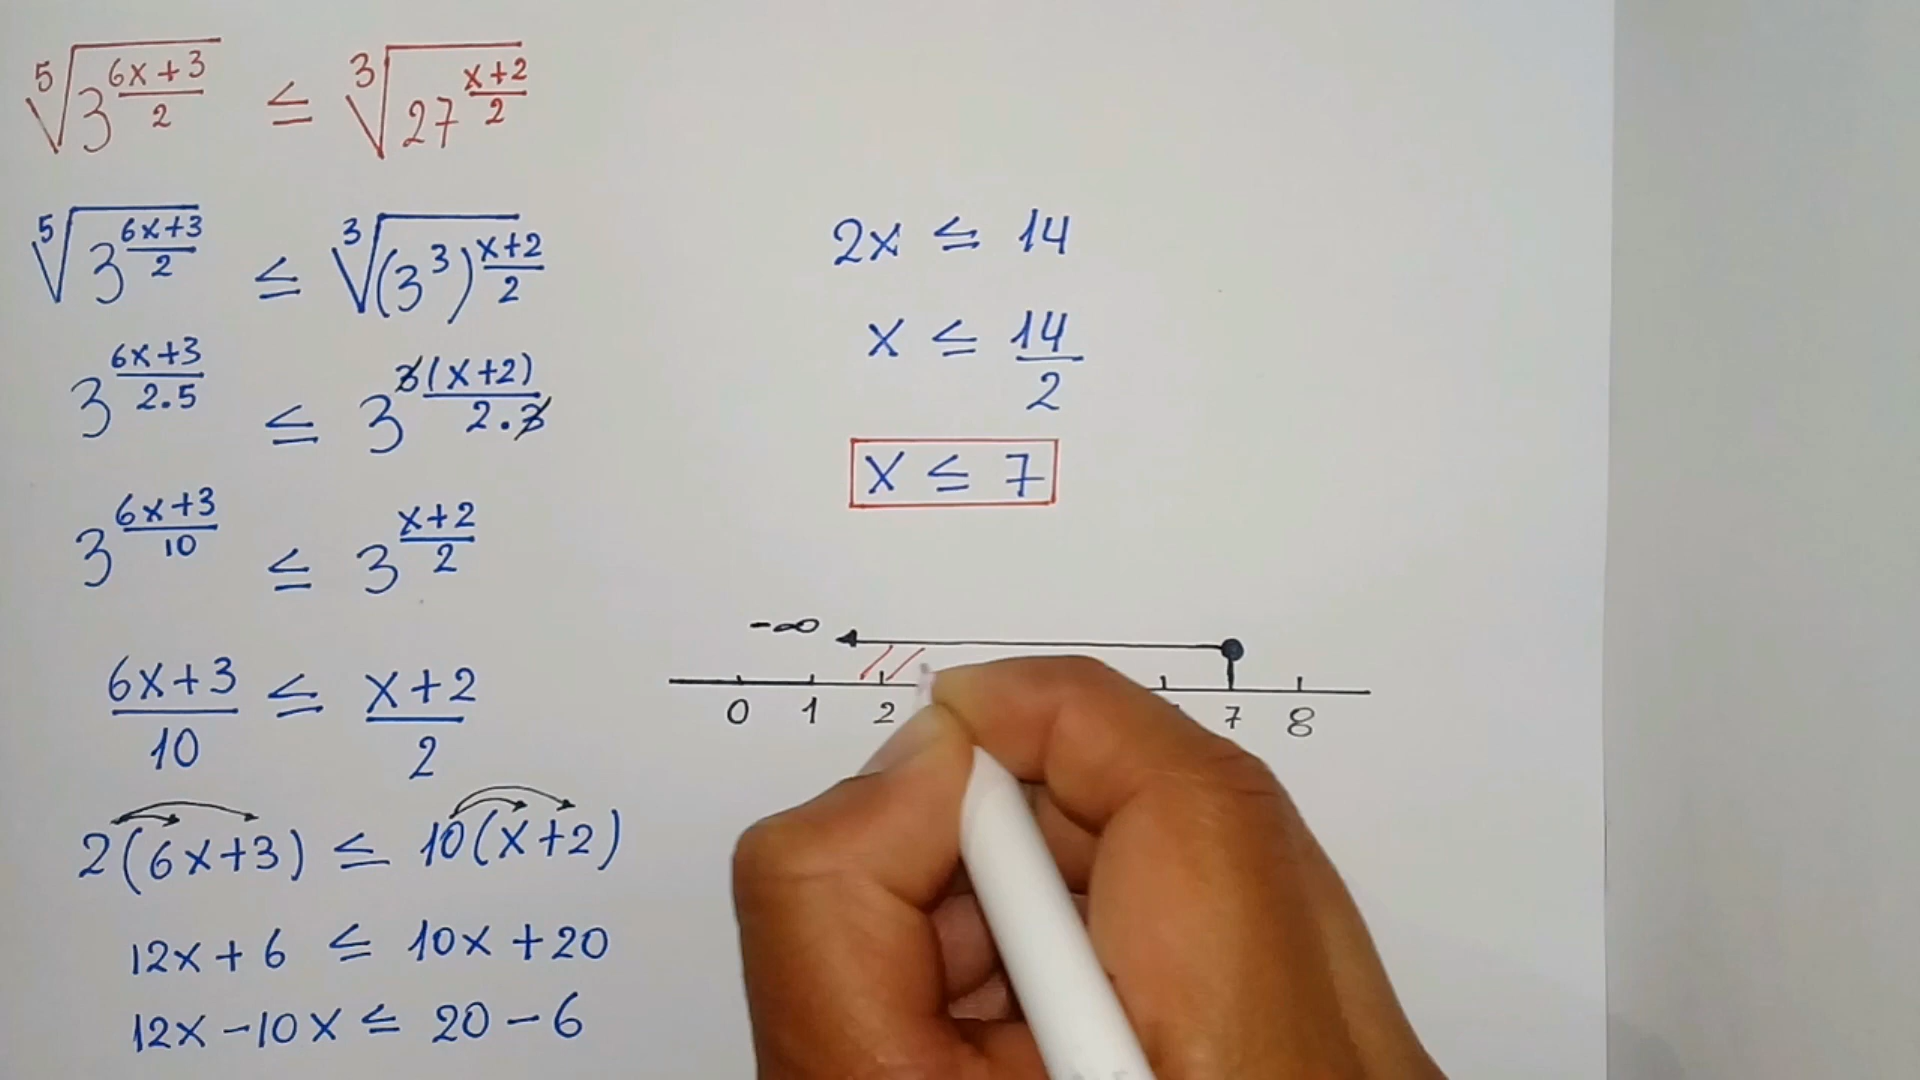 ⁵√(3^((6x+3)/2)) ≤ ³√(27^((x+2)/2))
⁵√(3^((6x+3)/2)) ≤ ³√((3³)^((x+2)/2))
3^((6x+3)/(2.5)) ≤ 3^(3(x+2)/(2.3))
3^((6x+3)/10) ≤ 3^((x+2)/2)
(6x+3)/10 ≤ (x+2)/2
2(6x+3) ≤ 10(x+2)
12x+6 ≤ 10x+20
12x-10x ≤ 20-6
2x ≤ 14
x ≤ 14/2
x ≤ 7
-∞
0 1 2 7 8